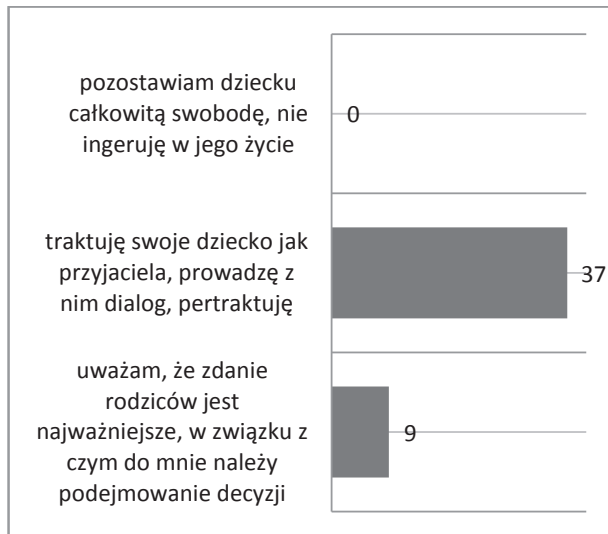 pozostawiam dziecku
całkowitą swobodę, nie
ingeruję w jego życie
0
traktuję swoje dziecko jak
przyjaciela, prowadzę z
nim dialog, pertraktuję
37
uważam, że zdanie
rodziców jest
najważniejsze, w związku z
czym do mnie należy
podejmowanie decyzji
9